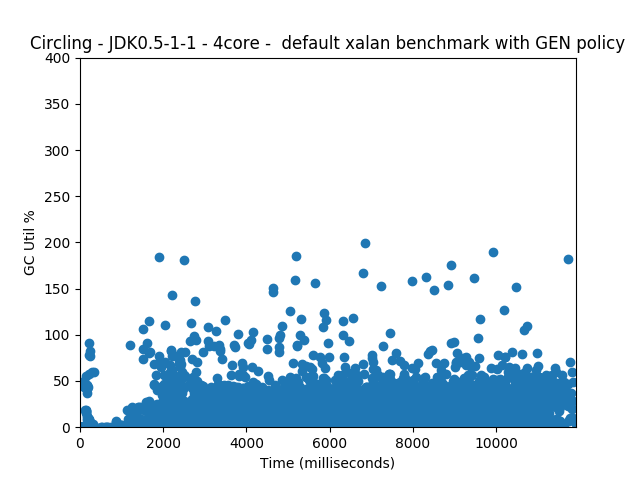 Circling - JDK0.5-1-1 - 4core -  default xalan benchmark with GEN policy
400
350
300
250
200
150
100
50
0
GC Util %
0 2000 4000 6000 8000 10000
Time (milliseconds)